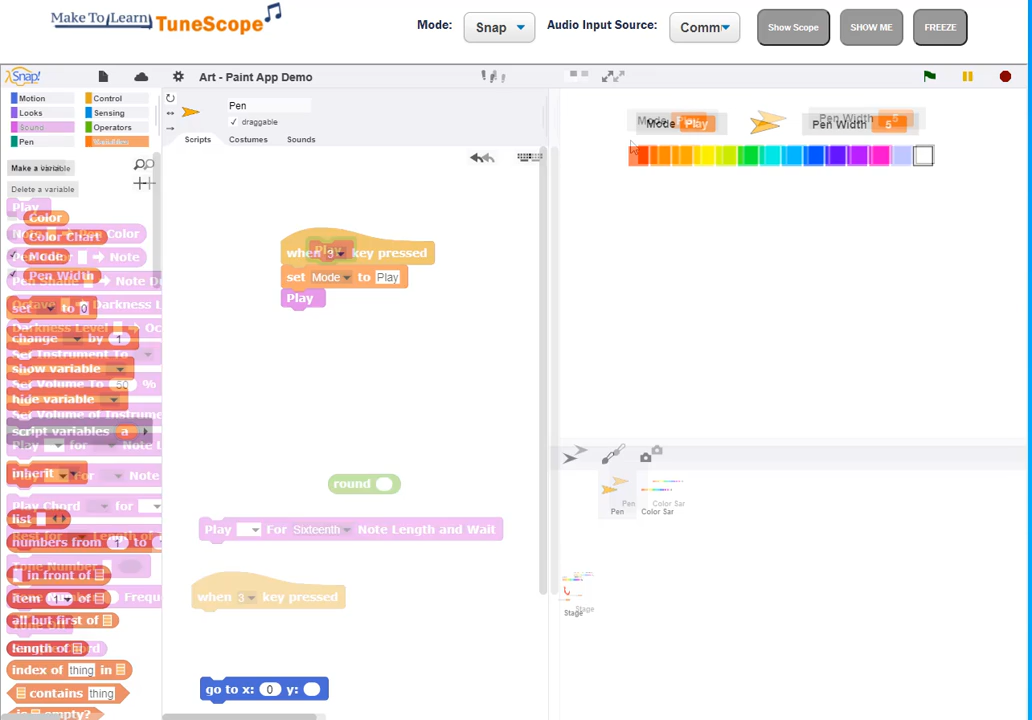 MAKE TO LEARN TuneScope
Mode: Snap Audio Input Source: Comm Show Scope SHOW ME FREEZE
Snap! Art - Paint App Demo
Motion Control
Looks Sensing
Sound Operators
Pen Variables
Make a variable
Delete a variable
Play
Color
Color Chart
Mode
Pen Width
set to 0
change by 1
show variable
hide variable
script variables a
inherit
list
numbers from 1 to
in front of
item 1 of
all but first of
length of
index of thing in
contains thing
is empty?
Pen
draggable
Scripts Costumes Sounds
when 3 key pressed
set Mode to Play
Play
round
Play For Sixteenth Note Length and Wait
when 3 key pressed
go to x: 0 y:
Mode Play Pen Width 5
Pen Color Sar
Stage